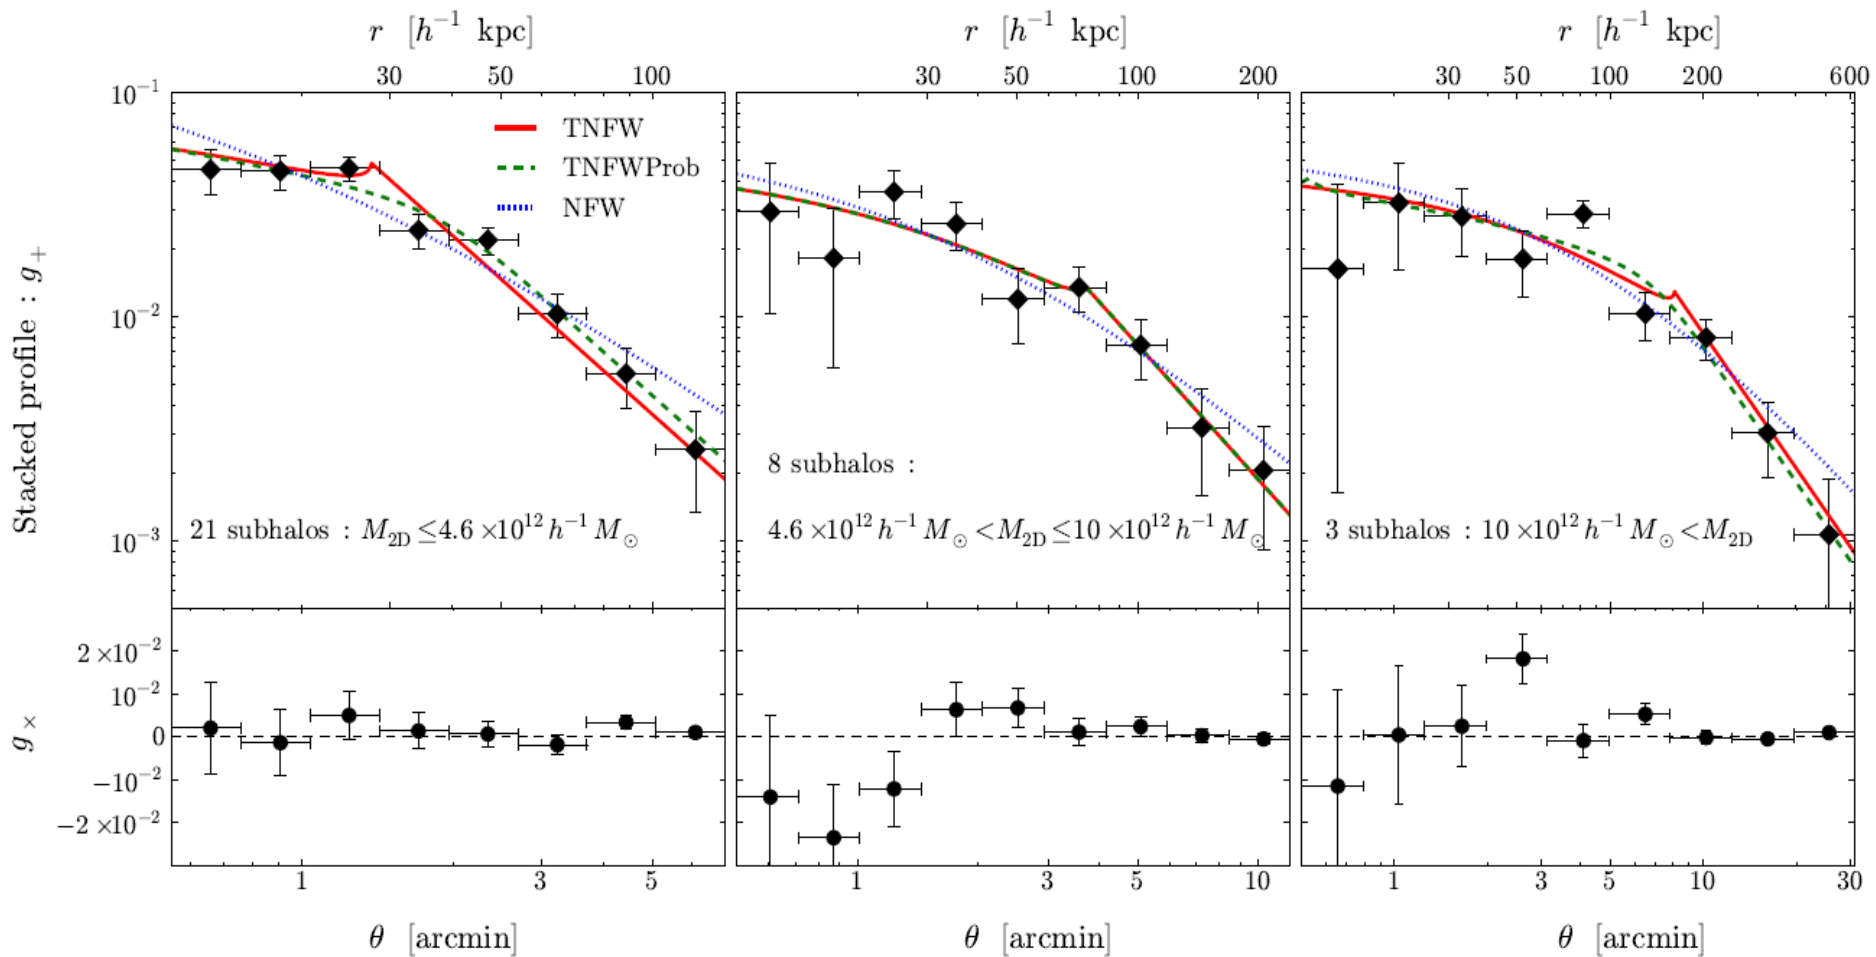 r [h⁻¹ kpc] r [h⁻¹ kpc] r [h⁻¹ kpc]
30 50 100 30 50 100 200 30 50 100 200 600
10⁻¹
TNFW
TNFWProb
NFW
Stacked profile : g₊
10⁻²
8 subhalos :
21 subhalos : M₂D ≤4.6 ×10¹² h⁻¹ M⊙
4.6 ×10¹² h⁻¹ M⊙ <M₂D ≤10 ×10¹² h⁻¹ M⊙
3 subhalos : 10 ×10¹² h⁻¹ M⊙ <M₂D
10⁻³
2 ×10⁻²
10⁻²
g×
0
−10⁻²
−2 ×10⁻²
1 3 5 1 3 5 10 1 3 5 10 30
θ [arcmin] θ [arcmin] θ [arcmin]